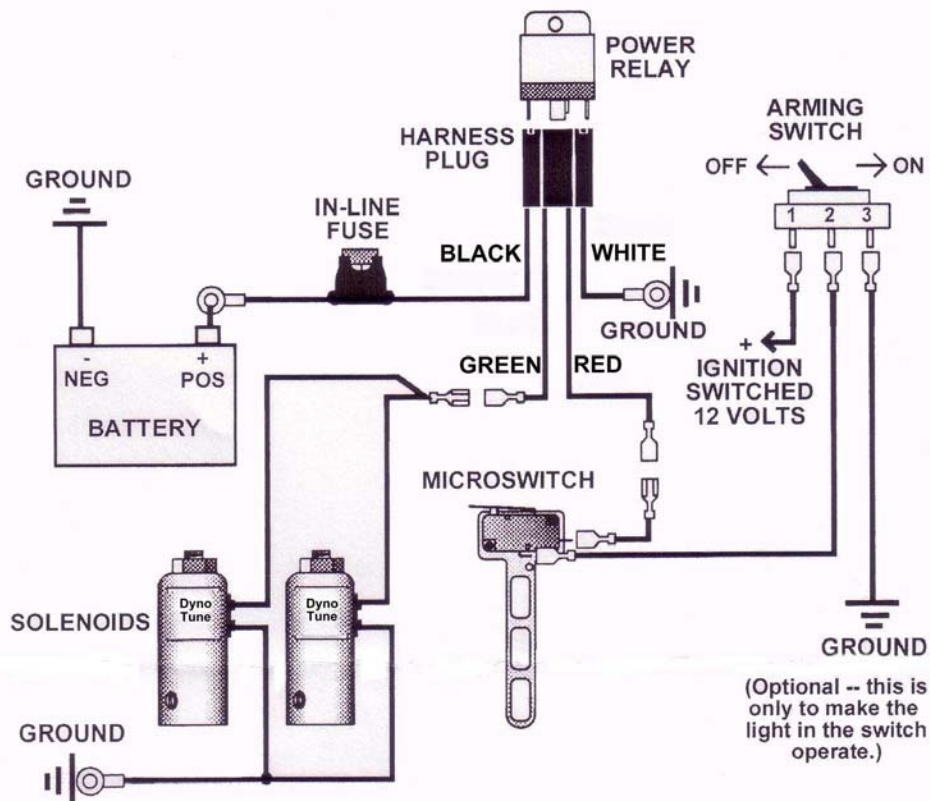 POWER
RELAY
ARMING
SWITCH
HARNESS
PLUG
OFF
ON
GROUND
IN-LINE
FUSE
1 2 3
BLACK
WHITE
GROUND
- +
NEG POS
BATTERY
GREEN
RED
+
IGNITION
SWITCHED
12 VOLTS
MICROSWITCH
SOLENOIDS
Dyno
Tune
Dyno
Tune
GROUND
GROUND
(Optional -- this is
only to make the
light in the switch
operate.)